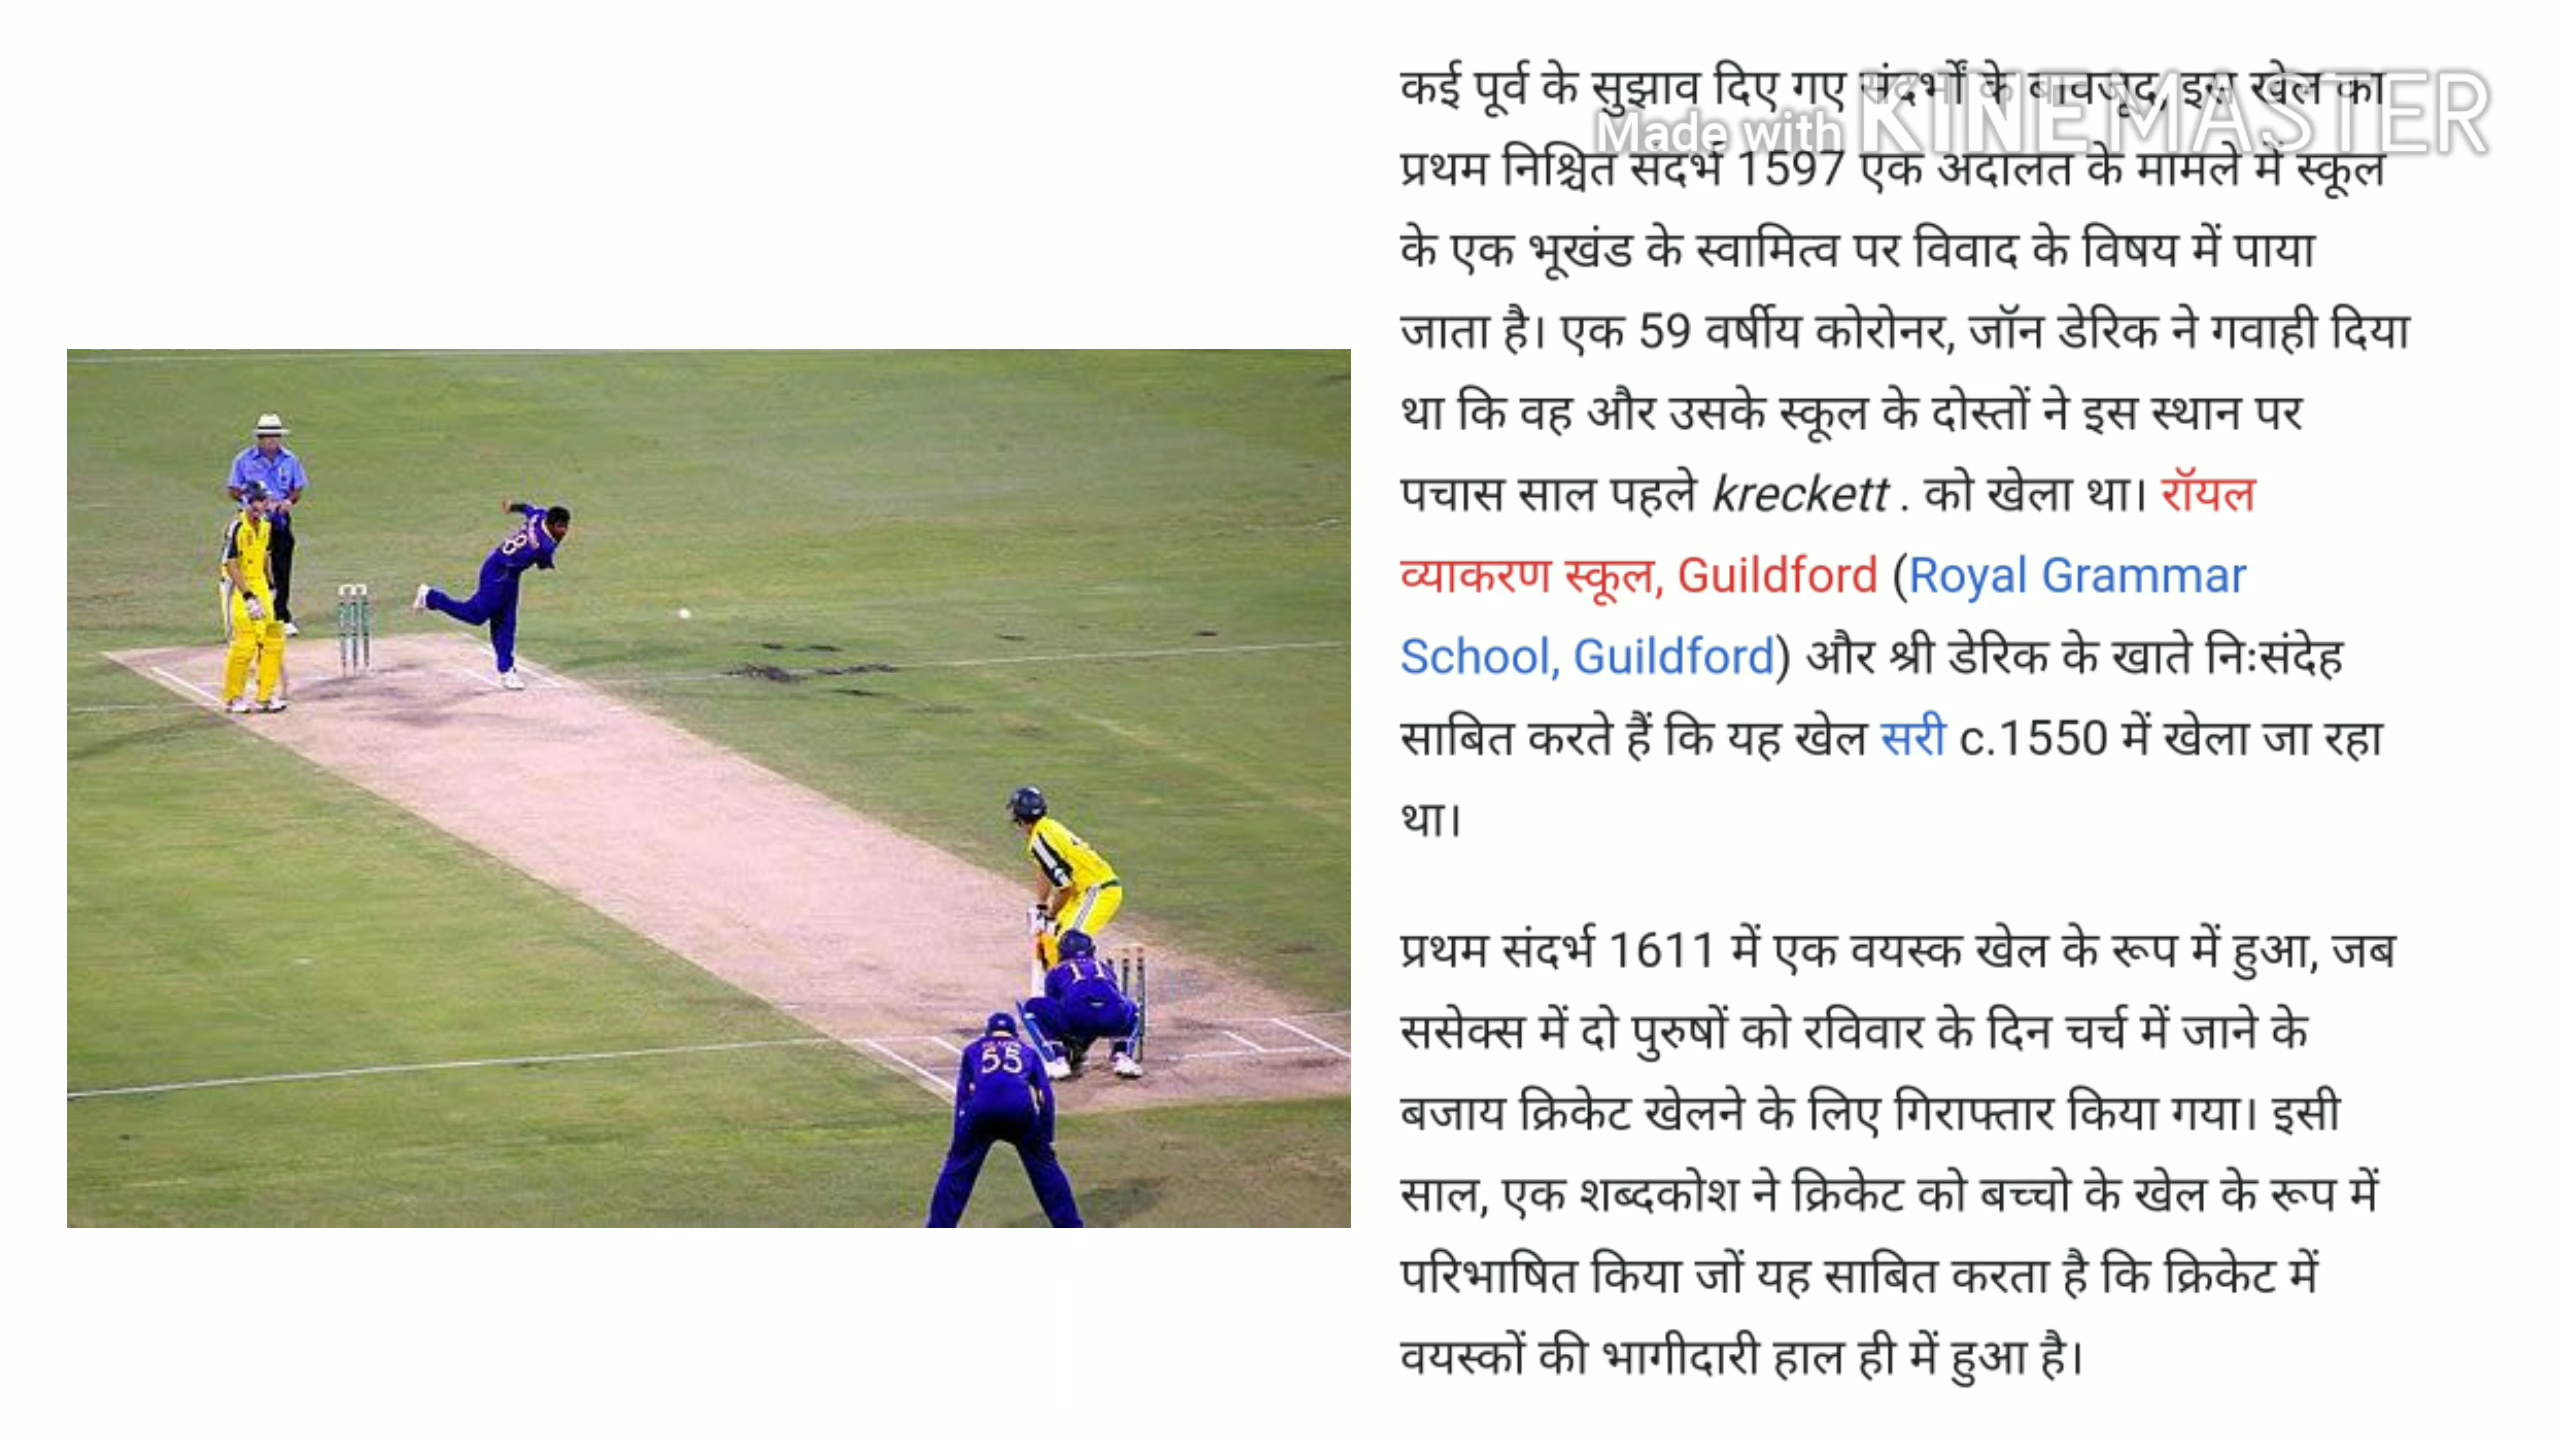 कई पूर्व के सुझाव दिए गए संदर्भों के बावजूद, इस खेल का
Made with KINEMASTER
प्रथम निश्चित संदर्भ 1597 एक अदालत के मामले में स्कूल
के एक भूखंड के स्वामित्व पर विवाद के विषय में पाया
जाता है। एक 59 वर्षीय कोरोनर, जॉन डेरिक ने गवाही दिया
था कि वह और उसके स्कूल के दोस्तों ने इस स्थान पर
पचास साल पहले kreckett . को खेला था। रॉयल
व्याकरण स्कूल, Guildford (Royal Grammar
School, Guildford) और श्री डेरिक के खाते निःसंदेह
साबित करते हैं कि यह खेल सरी c.1550 में खेला जा रहा
था।
प्रथम संदर्भ 1611 में एक वयस्क खेल के रूप में हुआ, जब
ससेक्स में दो पुरुषों को रविवार के दिन चर्च में जाने के
बजाय क्रिकेट खेलने के लिए गिराफ्तार किया गया। इसी
साल, एक शब्दकोश ने क्रिकेट को बच्चो के खेल के रूप में
परिभाषित किया जों यह साबित करता है कि क्रिकेट में
वयस्कों की भागीदारी हाल ही में हुआ है।
8
11
55